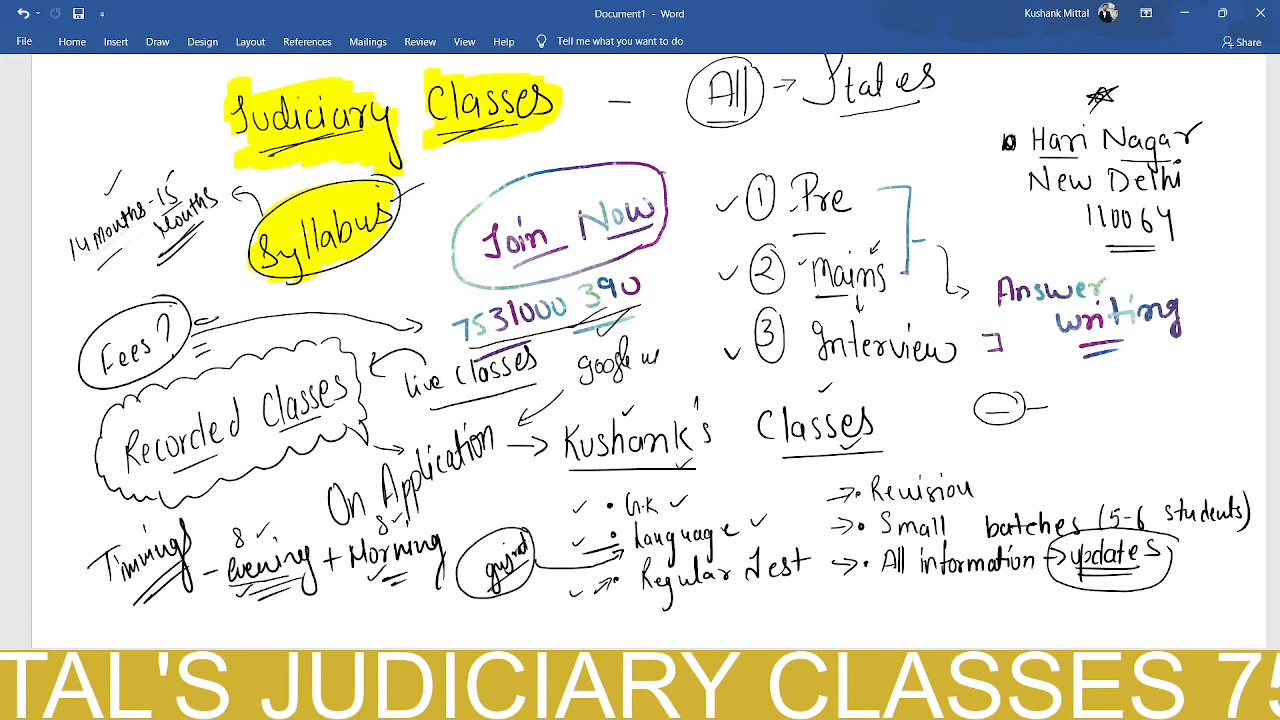 Document1 - Word
Kushank Mittal
File Home Insert Draw Design Layout References Mailings Review View Help Tell me what you want to do
Share
Judiciary Classes - All → States
Hari Nagar
New Delhi
110064
14 months - 15 months
Syllabus
Join Now
7531000 390
① Pre
② Mains
③ Interview
Answer writing
Fees?
live classes
google
Recorded Classes
On Application → Kushank's Classes
Timings - evening + Morning
8
8
gujrat
• G.K
• language
• Regular Test
→ • Revision
→ • Small batches (5-6 students)
→ • All information → updates
TAL'S JUDICIARY CLASSES 75